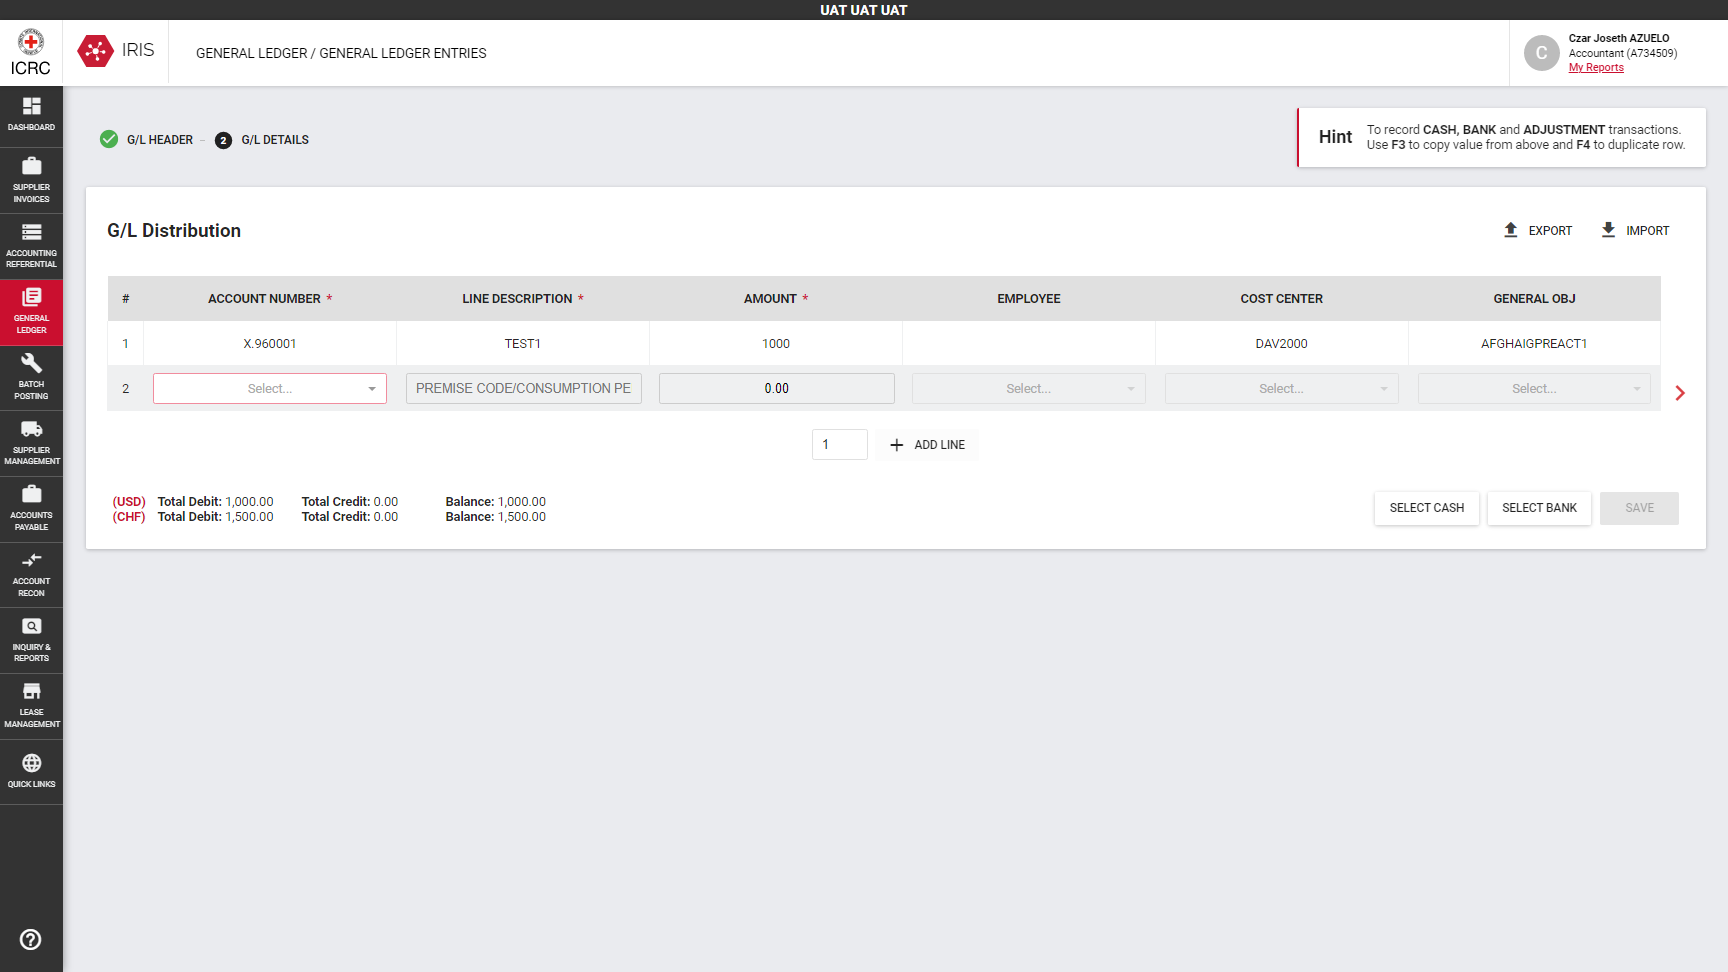 UAT UAT UAT
ICRC
IRIS
GENERAL LEDGER / GENERAL LEDGER ENTRIES
C
Czar Joseth AZUELO
Accountant (A734509)
My Reports
DASHBOARD
SUPPLIER
INVOICES
ACCOUNTING
REFERENTIAL
GENERAL
LEDGER
BATCH
POSTING
SUPPLIER
MANAGEMENT
ACCOUNTS
PAYABLE
ACCOUNT
RECON
INQUIRY &
REPORTS
LEASE
MANAGEMENT
QUICK LINKS
G/L HEADER – 2 G/L DETAILS
Hint
To record CASH, BANK and ADJUSTMENT transactions.
Use F3 to copy value from above and F4 to duplicate row.
G/L Distribution
EXPORT IMPORT
# ACCOUNT NUMBER * LINE DESCRIPTION * AMOUNT * EMPLOYEE COST CENTER GENERAL OBJ
1 X.960001 TEST1 1000 DAV2000 AFGHAIGPREACT1
2 Select... PREMISE CODE/CONSUMPTION PE 0.00 Select... Select... Select...
1 ADD LINE
(USD) Total Debit: 1,000.00 Total Credit: 0.00 Balance: 1,000.00
(CHF) Total Debit: 1,500.00 Total Credit: 0.00 Balance: 1,500.00
SELECT CASH SELECT BANK SAVE